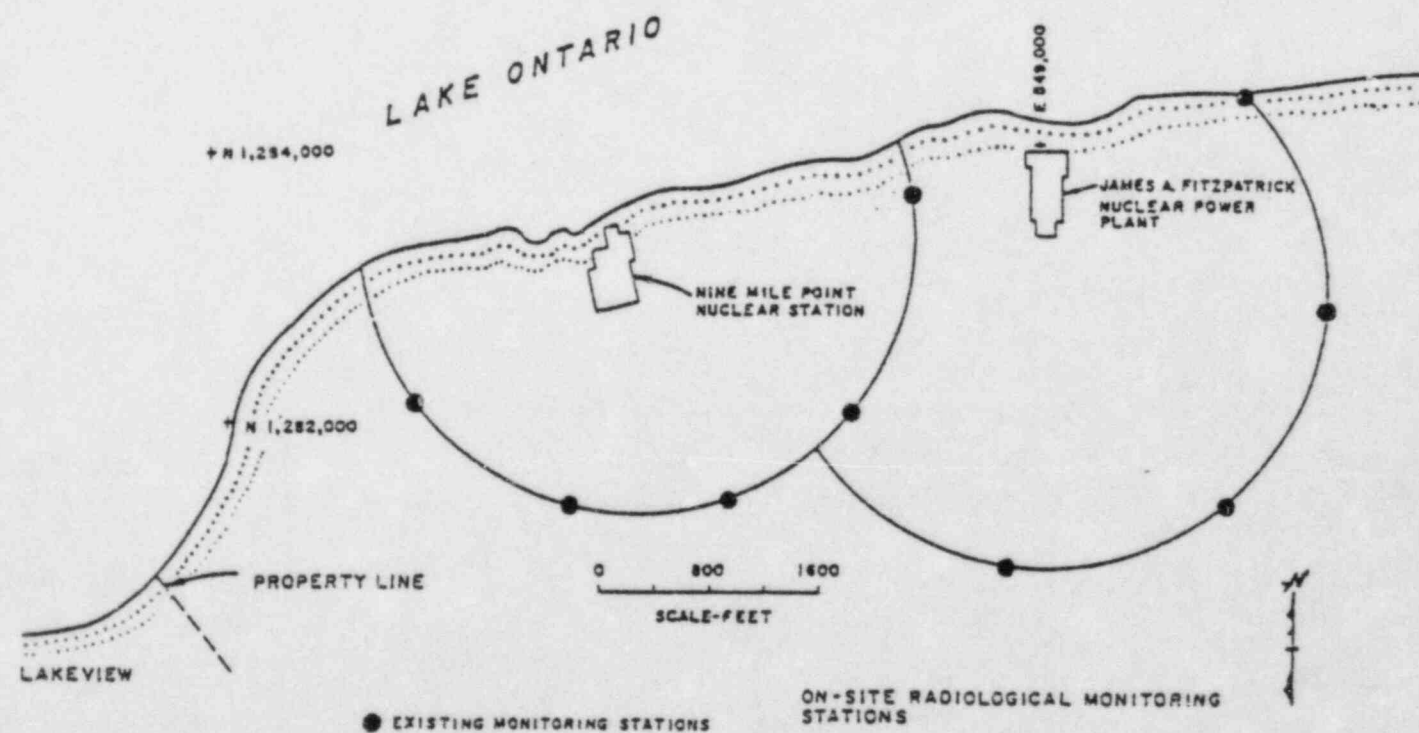 LAKE ONTARIO
E 849,000
+ N 1,284,000
JAMES A. FITZPATRICK
NUCLEAR POWER
PLANT
NINE MILE POINT
NUCLEAR STATION
+ N 1,282,000
0 800 1600
SCALE-FEET
PROPERTY LINE
N
LAKEVIEW
ON-SITE RADIOLOGICAL MONITORING
STATIONS
● EXISTING MONITORING STATIONS